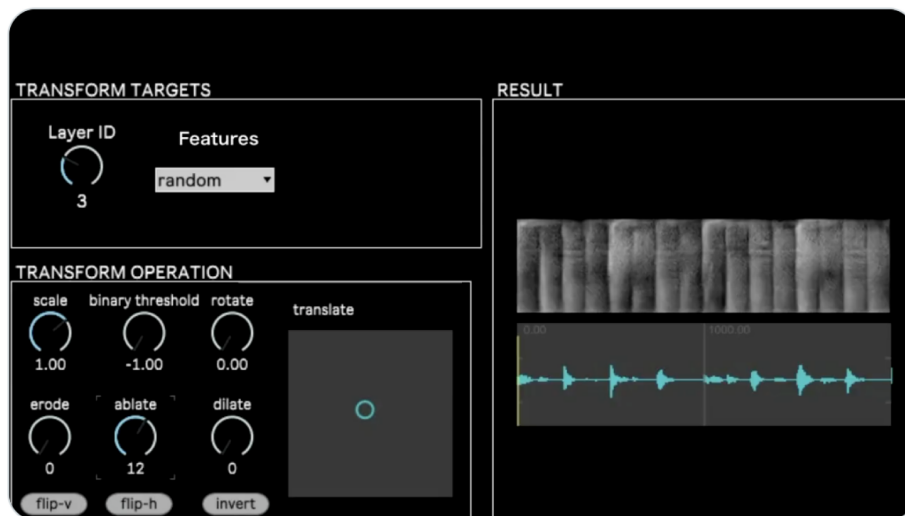 TRANSFORM TARGETS
Layer ID
Features
random
3
TRANSFORM OPERATION
scale binary threshold rotate
translate
1.00 -1.00 0.00
erode ablate dilate
0 12 0
flip-v flip-h invert
RESULT
0.00 1000.00